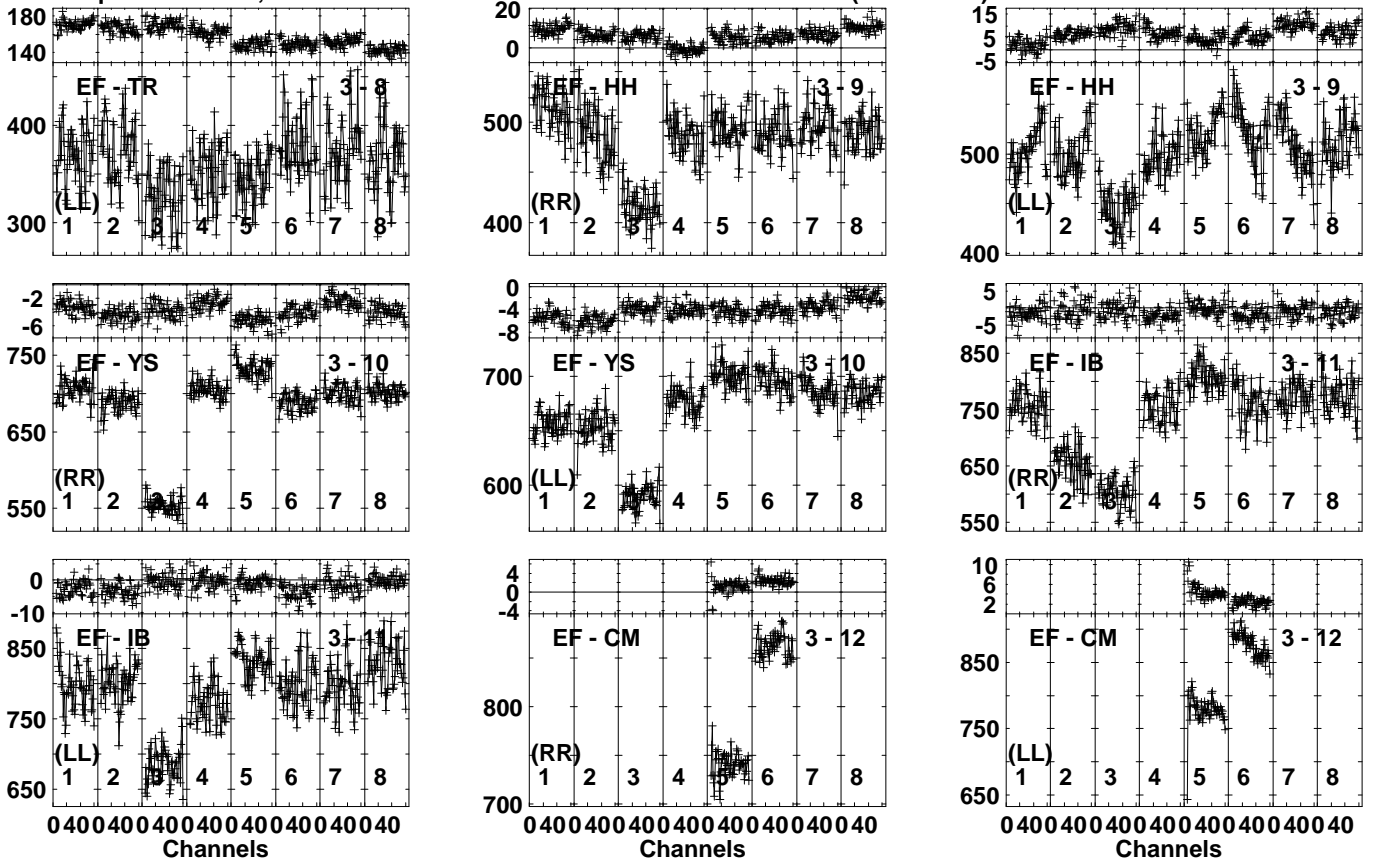 180
140
EF - TR 3 - 8
400
300
(LL)
1 2 3 4 5 6 7 8
20
0
EF - HH 3 - 9
500
400
(RR)
1 2 3 4 5 6 7 8
15
5
-5
EF - HH 3 - 9
500
400
(LL)
1 2 3 4 5 6 7 8
-2
-6
EF - YS 3 - 10
750
650
550
(RR)
1 2 3 4 5 6 7 8
0
-4
-8
EF - YS 3 - 10
700
600
(LL)
1 2 3 4 5 6 7 8
5
-5
EF - IB 3 - 11
850
750
650
550
(RR)
1 2 3 4 5 6 7 8
0
-10
EF - IB 3 - 11
850
750
650
(LL)
1 2 3 4 5 6 7 8
0 40 0 40 0 40 0 40 0 40 0 40 0 40 0 40
Channels
4
0
-4
EF - CM 3 - 12
800
700
(RR)
1 2 3 4 5 6 7 8
0 40 0 40 0 40 0 40 0 40 0 40 0 40 0 40
Channels
10
6
2
EF - CM 3 - 12
850
750
650
(LL)
1 2 3 4 5 6 7 8
0 40 0 40 0 40 0 40 0 40 0 40 0 40 0 40
Channels